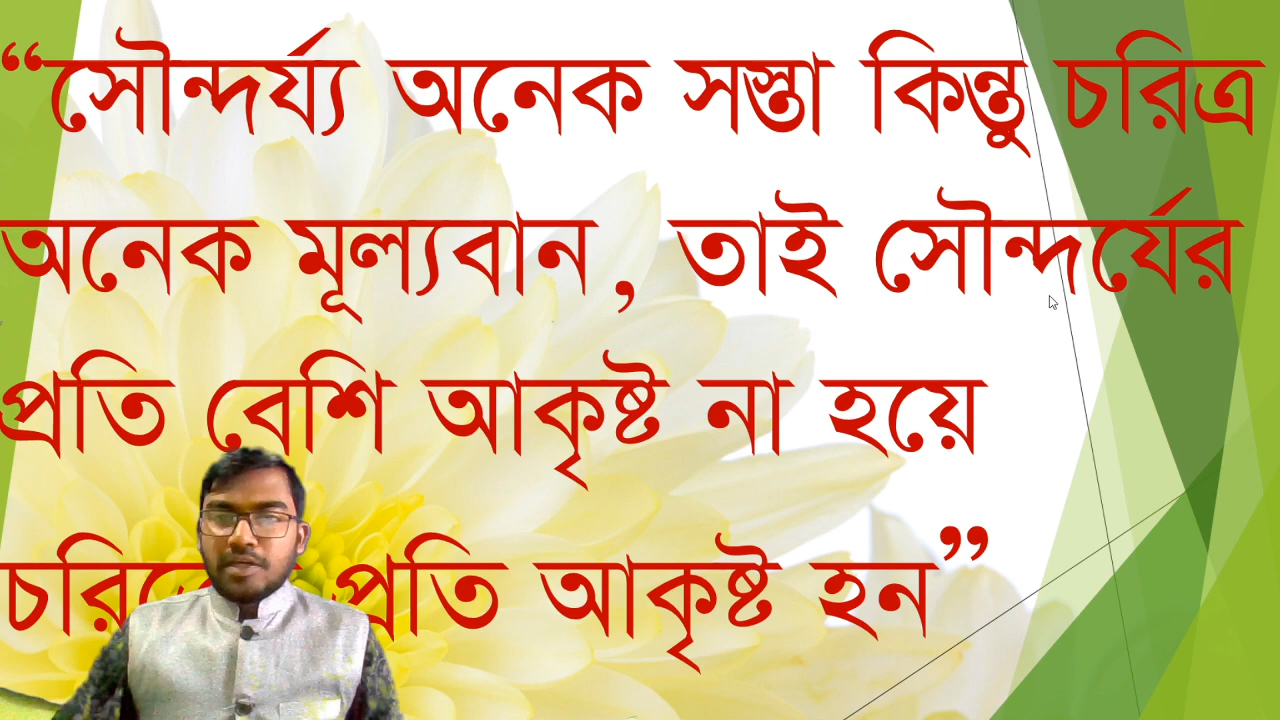 “সৌন্দর্য্য অনেক সস্তা কিন্তু চরিত্র
অনেক মূল্যবান, তাই সৌন্দর্যের
প্রতি বেশি আকৃষ্ট না হয়ে
প্রতি আকৃষ্ট হন”